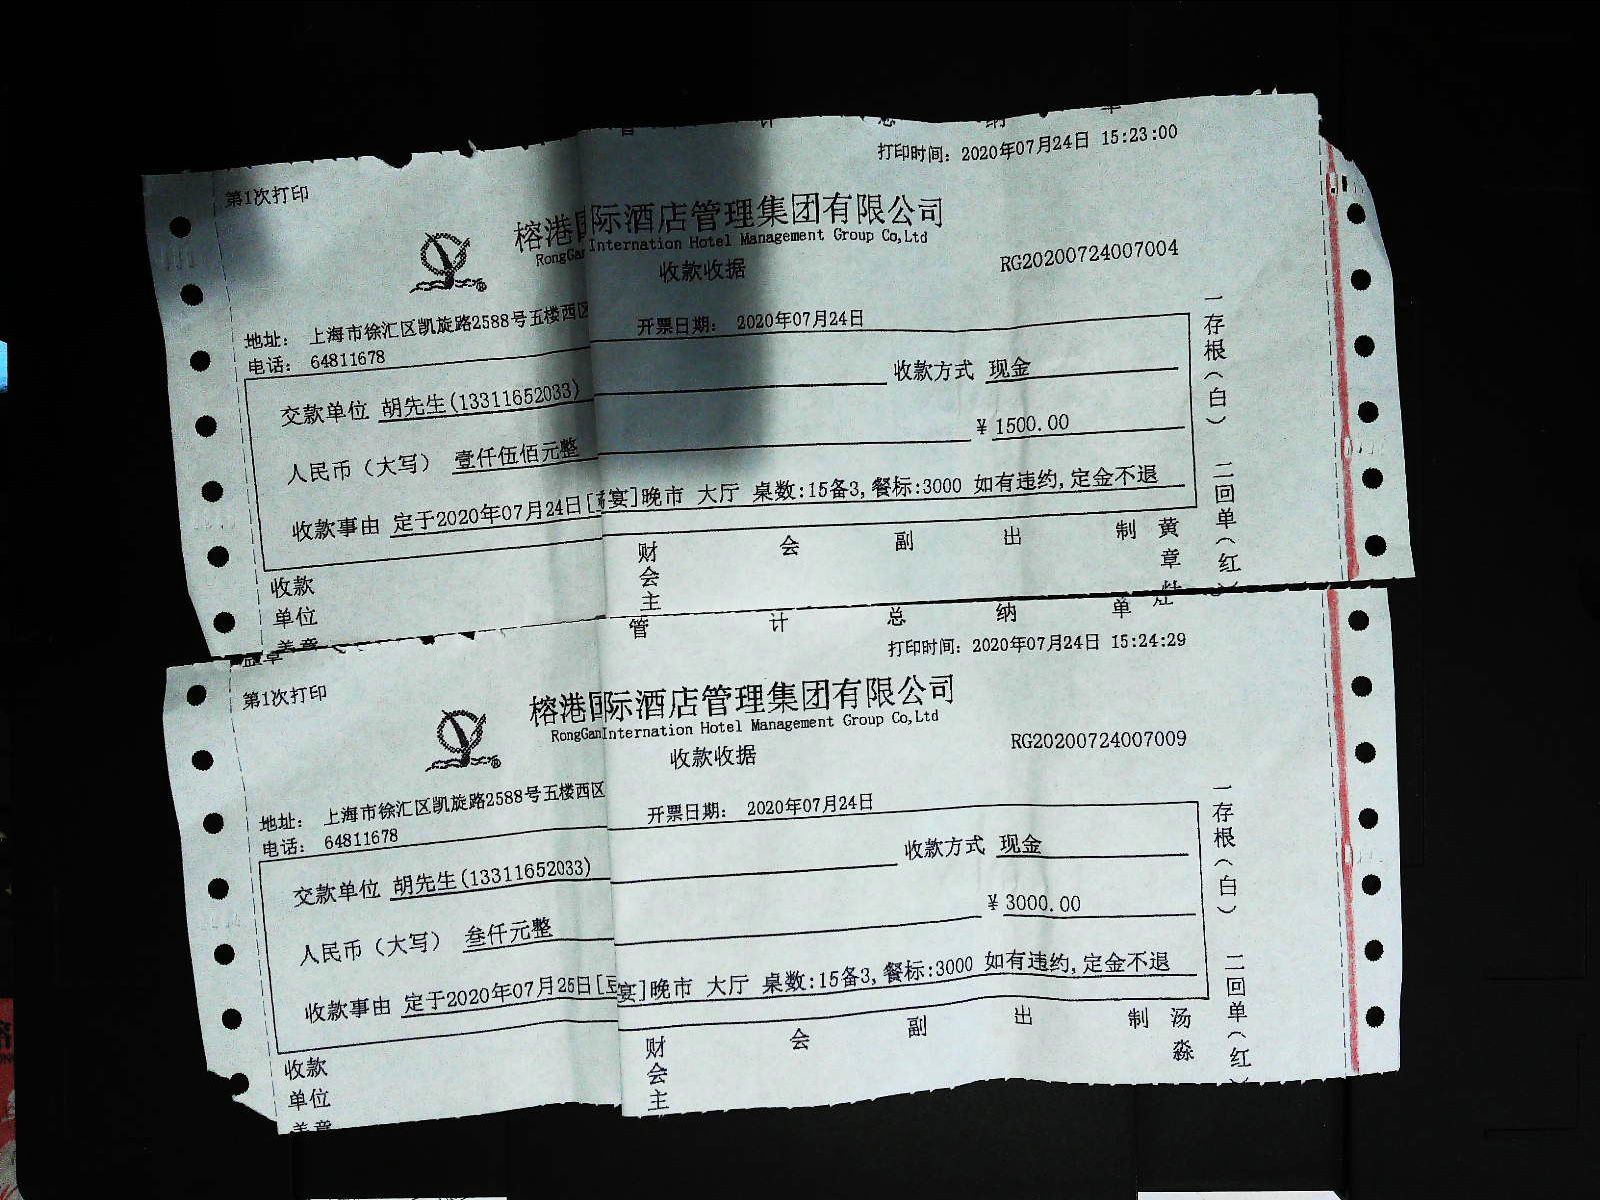 管 计 总 纳 单
打印时间： 2020年07月24日 15:23:00
第1次打印
榕港国际酒店管理集团有限公司
RongGanInternation Hotel Management Group Co,Ltd
收款收据
RG20200724007004
地址： 上海市徐汇区凯旋路2588号五楼西区
开票日期： 2020年07月24日
电话： 64811678
交款单位 胡先生(13311652033)
收款方式 现金
人民币（大写） 壹仟伍佰元整
￥1500.00
收款事由 定于2020年07月24日[ 宴]晚市 大厅 桌数:15备3,餐标:3000 如有违约,定金不退
一存根（白） 二回单（红）
收款单位盖章
财会主管 会计 副总 出纳 制单 黄章灶
打印时间： 2020年07月24日 15:24:29
第1次打印
榕港国际酒店管理集团有限公司
RongGanInternation Hotel Management Group Co,Ltd
收款收据
RG20200724007009
地址： 上海市徐汇区凯旋路2588号五楼西区
开票日期： 2020年07月24日
电话： 64811678
交款单位 胡先生(13311652033)
收款方式 现金
人民币（大写） 叁仟元整
￥3000.00
收款事由 定于2020年07月25日[ 宴]晚市 大厅 桌数:15备3,餐标:3000 如有违约,定金不退
一存根（白） 二回单（红）
收款单位盖章
财会主 会 副 出 制 汤淼